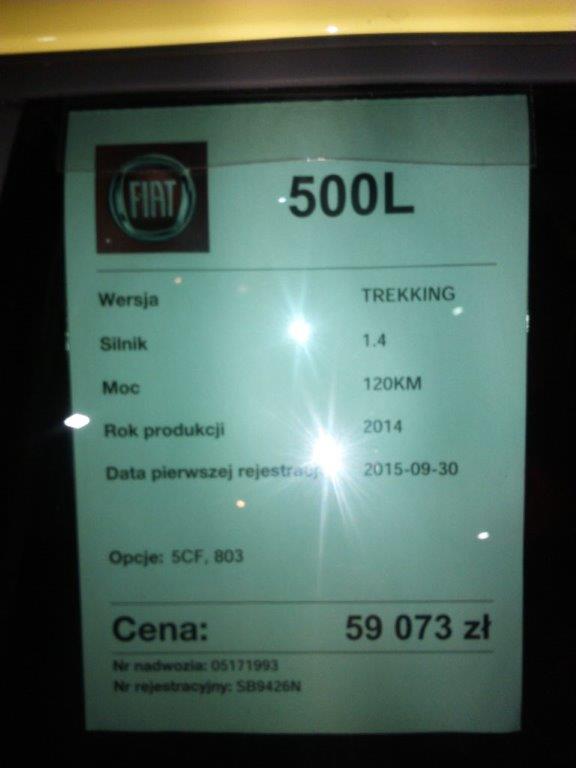 FIAT
500L
Wersja TREKKING
Silnik 1.4
Moc 120KM
Rok produkcji 2014
Data pierwszej 2015-09-30
Opcje: 5CF, 803
Cena: 59 073 zł
Nr nadwozia: 05171993
Nr rejestracyjny: SB9426N